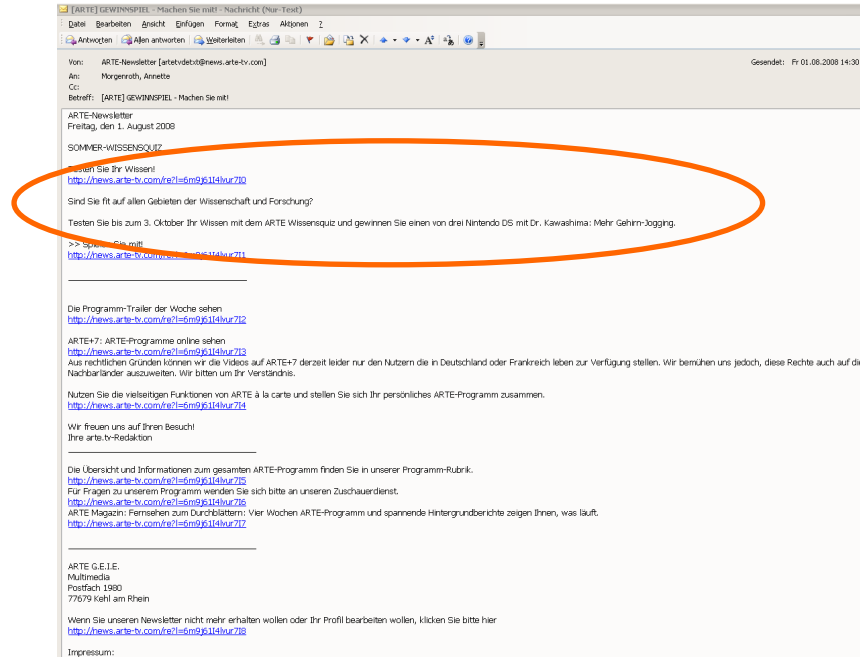 [ARTE] GEWINNSPIEL - Machen Sie mit! - Nachricht (Nur-Text)
Datei Bearbeiten Ansicht Einfügen Format Extras Aktionen ?
Antworten Allen antworten Weiterleiten
Von: ARTE-Newsletter [artetvdetxt@news.arte-tv.com] Gesendet: Fr 01.08.2008 14:30
An: Morgenroth, Annette
Cc:
Betreff: [ARTE] GEWINNSPIEL - Machen Sie mit!
ARTE-Newsletter
Freitag, den 1. August 2008
SOMMER-WISSENSQUIZ
Testen Sie Ihr Wissen!
http://news.arte-tv.com/re?l=6m9j61I4lvur7I0
Sind Sie fit auf allen Gebieten der Wissenschaft und Forschung?
Testen Sie bis zum 3. Oktober Ihr Wissen mit dem ARTE Wissensquiz und gewinnen Sie einen von drei Nintendo DS mit Dr. Kawashima: Mehr Gehirn-Jogging.
>> Spielen Sie mit!
http://news.arte-tv.com/re?l=6m9j61I4lvur7I1
Die Programm-Trailer der Woche sehen
http://news.arte-tv.com/re?l=6m9j61I4lvur7I2
ARTE+7: ARTE-Programme online sehen
http://news.arte-tv.com/re?l=6m9j61I4lvur7I3
Aus rechtlichen Gründen können wir die Videos auf ARTE+7 derzeit leider nur den Nutzern die in Deutschland oder Frankreich leben zur Verfügung stellen. Wir bemühen uns jedoch, diese Rechte auch auf die
Nachbarländer auszuweiten. Wir bitten um Ihr Verständnis.
Nutzen Sie die vielseitigen Funktionen von ARTE à la carte und stellen Sie sich Ihr persönliches ARTE-Programm zusammen.
http://news.arte-tv.com/re?l=6m9j61I4lvur7I4
Wir freuen uns auf Ihren Besuch!
Ihre arte.tv-Redaktion
Die Übersicht und Informationen zum gesamten ARTE-Programm finden Sie in unserer Programm-Rubrik.
http://news.arte-tv.com/re?l=6m9j61I4lvur7I5
Für Fragen zu unserem Programm wenden Sie sich bitte an unseren Zuschauerdienst.
http://news.arte-tv.com/re?l=6m9j61I4lvur7I6
ARTE Magazin: Fernsehen zum Durchblättern: Vier Wochen ARTE-Programm und spannende Hintergrundberichte zeigen Ihnen, was läuft.
http://news.arte-tv.com/re?l=6m9j61I4lvur7I7
ARTE G.E.I.E.
Multimedia
Postfach 1980
77679 Kehl am Rhein
Wenn Sie unseren Newsletter nicht mehr erhalten wollen oder Ihr Profil bearbeiten wollen, klicken Sie bitte hier
http://news.arte-tv.com/re?l=6m9j61I4lvur7I8
Impressum: